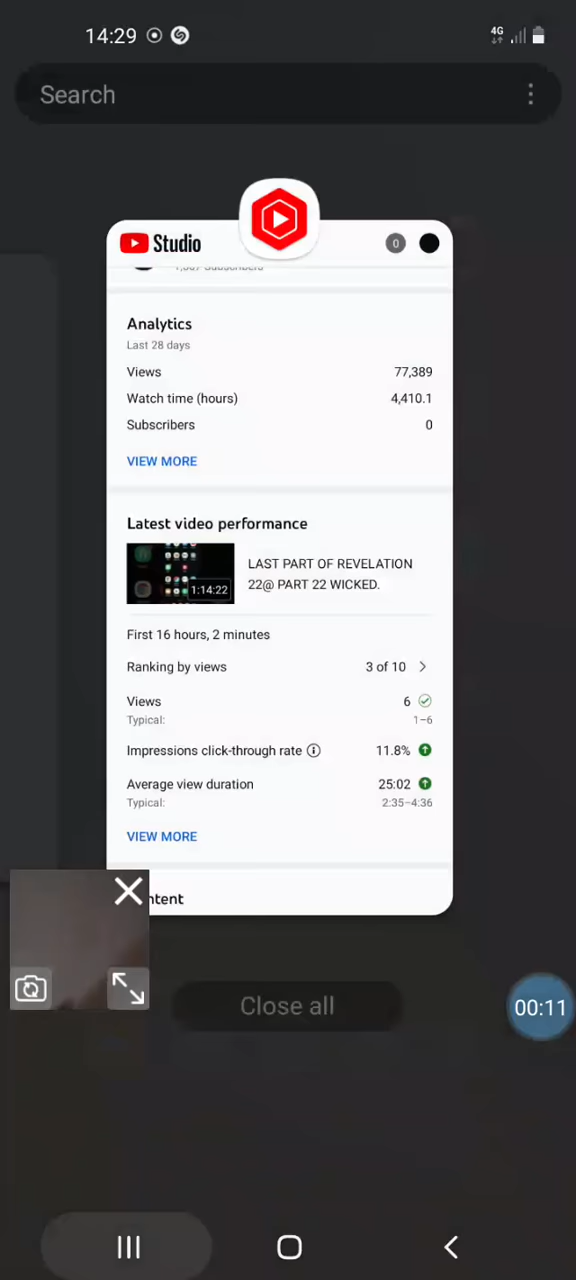 14:29
4G
Search
Studio
0
Analytics
Last 28 days
Views 77,389
Watch time (hours) 4,410.1
Subscribers 0
VIEW MORE
Latest video performance
1:14:22
LAST PART OF REVELATION
22@ PART 22 WICKED.
First 16 hours, 2 minutes
Ranking by views 3 of 10
Views 6
Typical: 1–6
Impressions click-through rate 11.8%
Average view duration 25:02
Typical: 2:35–4:36
VIEW MORE
ntent
Close all
00:11